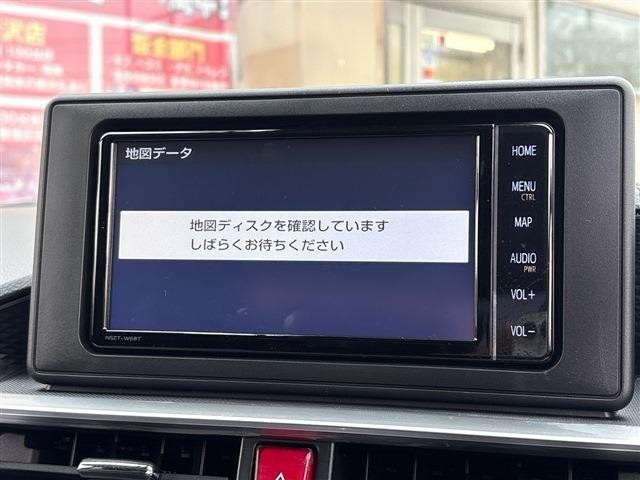 沢店
地図データ
地図ディスクを確認しています
しばらくお待ちください
HOME
MENU
CTRL
MAP
AUDIO
PWR
VOL+
VOL-
NSZT-W68T